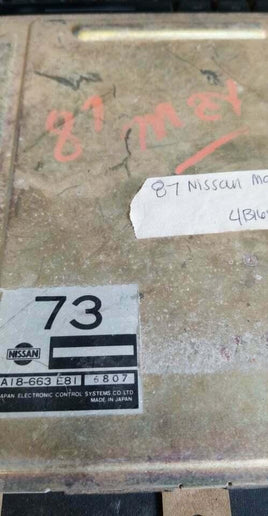 87 MAX
87 Nissan
73
NISSAN
A18-663 E81 6807
JAPAN ELECTRONIC CONTROL SYSTEMS CO LTD
MADE IN JAPAN